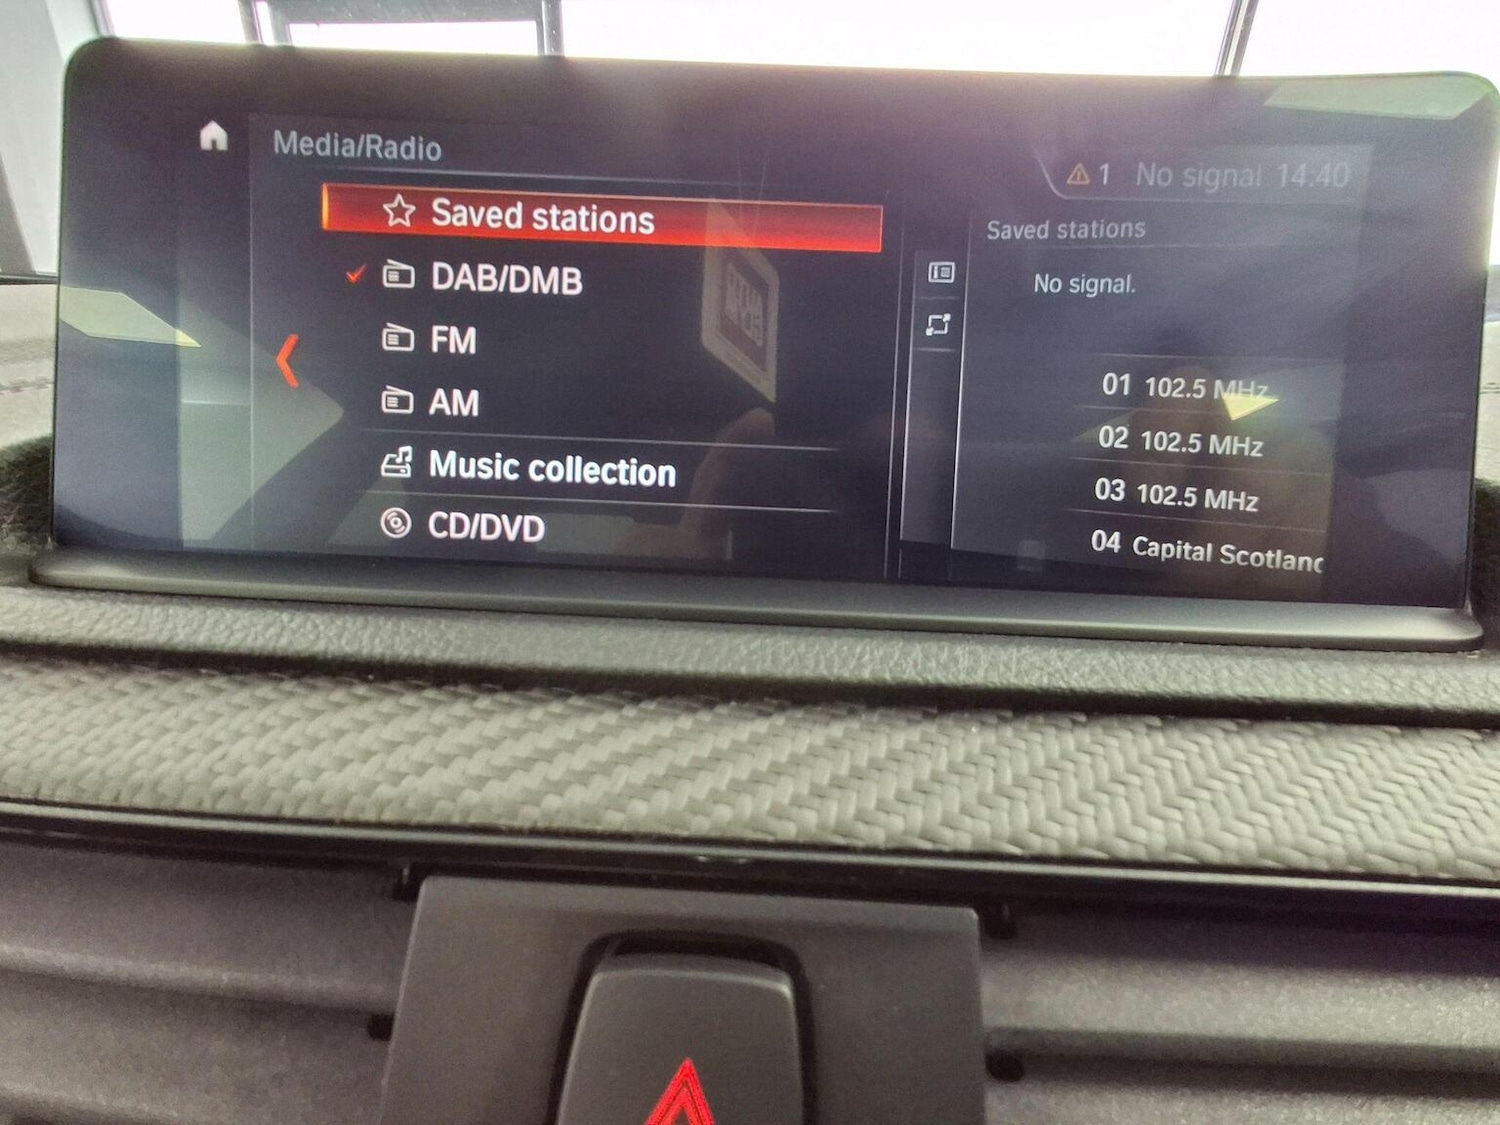 Media/Radio
1 No signal 14:40
Saved stations
DAB/DMB
FM
AM
Music collection
CD/DVD
Saved stations
No signal.
01 102.5 MHz
02 102.5 MHz
03 102.5 MHz
04 Capital Scotland